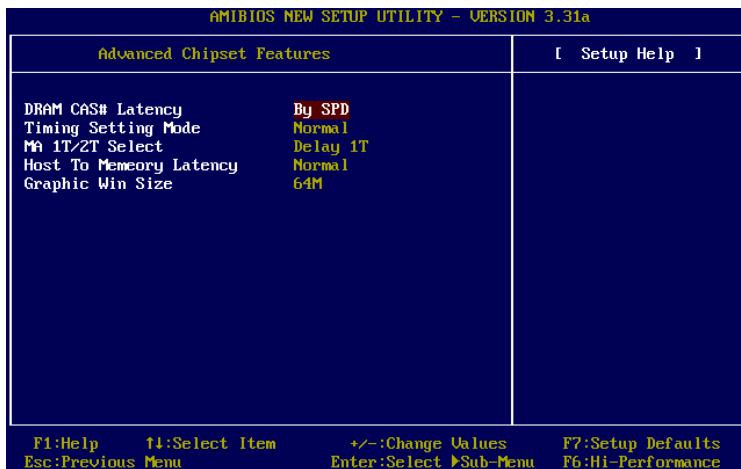 AMIBIOS NEW SETUP UTILITY - VERSION 3.31a
Advanced Chipset Features
[ Setup Help ]
DRAM CAS# Latency By SPD
Timing Setting Mode Normal
MA 1T/2T Select Delay 1T
Host To Memeory Latency Normal
Graphic Win Size 64M
F1:Help ↑↓:Select Item +/-:Change Values F7:Setup Defaults
Esc:Previous Menu Enter:Select ▶Sub-Menu F6:Hi-Performance